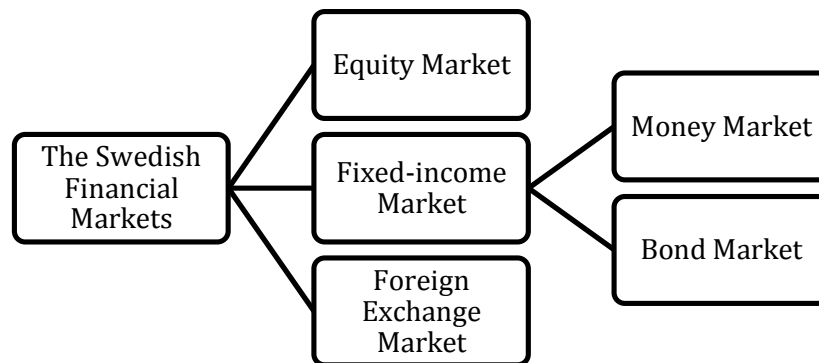 The Swedish
Financial
Markets
Equity Market
Fixed-income
Market
Foreign
Exchange
Market
Money Market
Bond Market